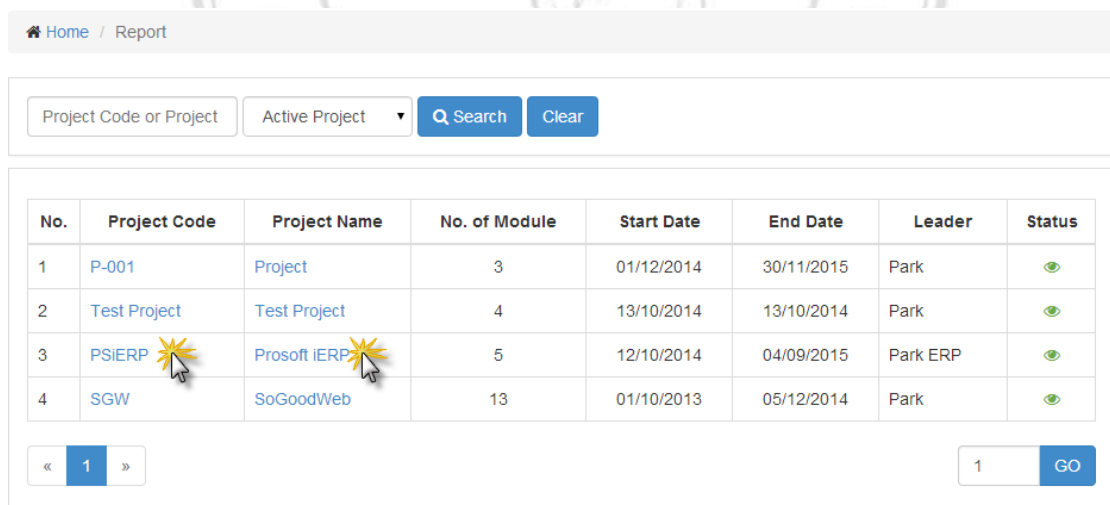 Home / Report
Project Code or Project Active Project Search Clear
No. Project Code Project Name No. of Module Start Date End Date Leader Status
1 P-001 Project 3 01/12/2014 30/11/2015 Park
2 Test Project Test Project 4 13/10/2014 13/10/2014 Park
3 PSiERP Prosoft iERP 5 12/10/2014 04/09/2015 Park ERP
4 SGW SoGoodWeb 13 01/10/2013 05/12/2014 Park
« 1 » 1 GO